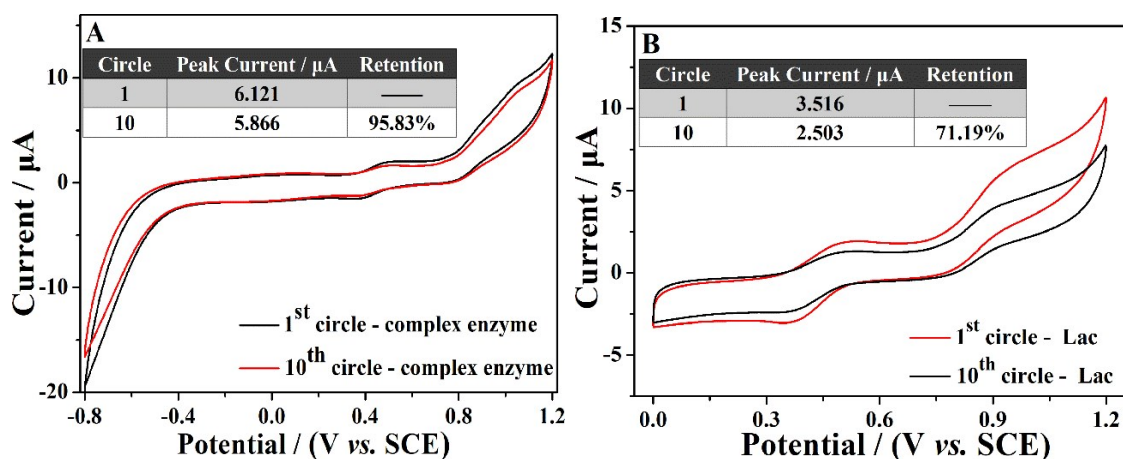 A
Circle Peak Current / μA Retention
1 6.121 ——
10 5.866 95.83%
10
0
-10
-20
Current / μA
1st circle - complex enzyme
10th circle - complex enzyme
-0.8 -0.4 0.0 0.4 0.8 1.2
Potential / (V vs. SCE)
B
Circle Peak Current / μA Retention
1 3.516 ——
10 2.503 71.19%
15
10
5
0
-5
Current / μA
1st circle - Lac
10th circle - Lac
0.0 0.3 0.6 0.9 1.2
Potential / (V vs. SCE)